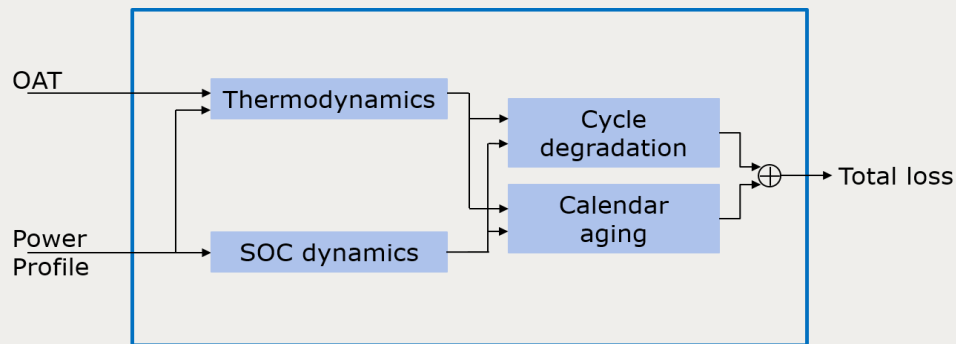 OAT
Thermodynamics
Cycle
degradation
Calendar
aging
Total loss
Power
Profile
SOC dynamics